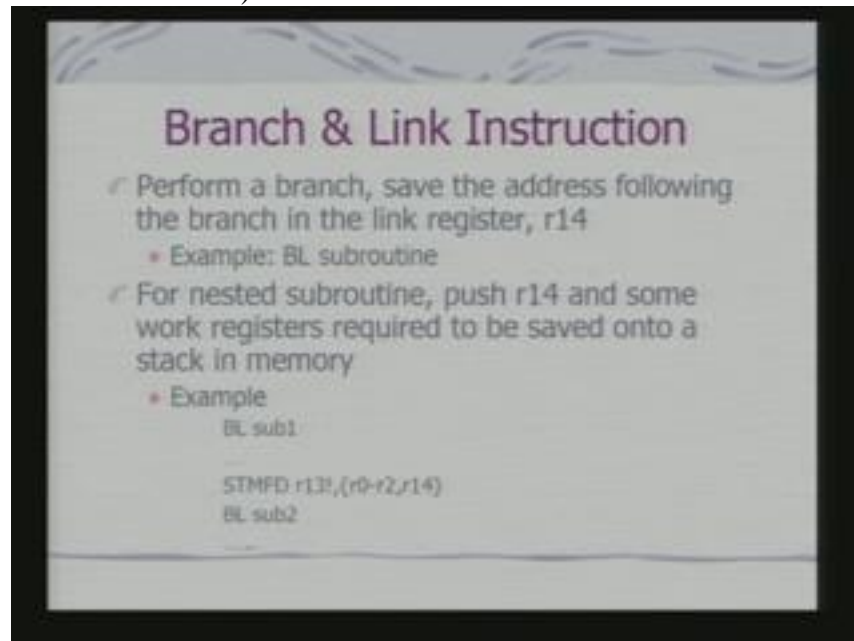 Branch & Link Instruction
Perform a branch, save the address following
the branch in the link register, r14
Example: BL subroutine
For nested subroutine, push r14 and some
work registers required to be saved onto a
stack in memory
Example
BL sub1
...
STMFD r13!,{r0-r2,r14}
BL sub2
.....